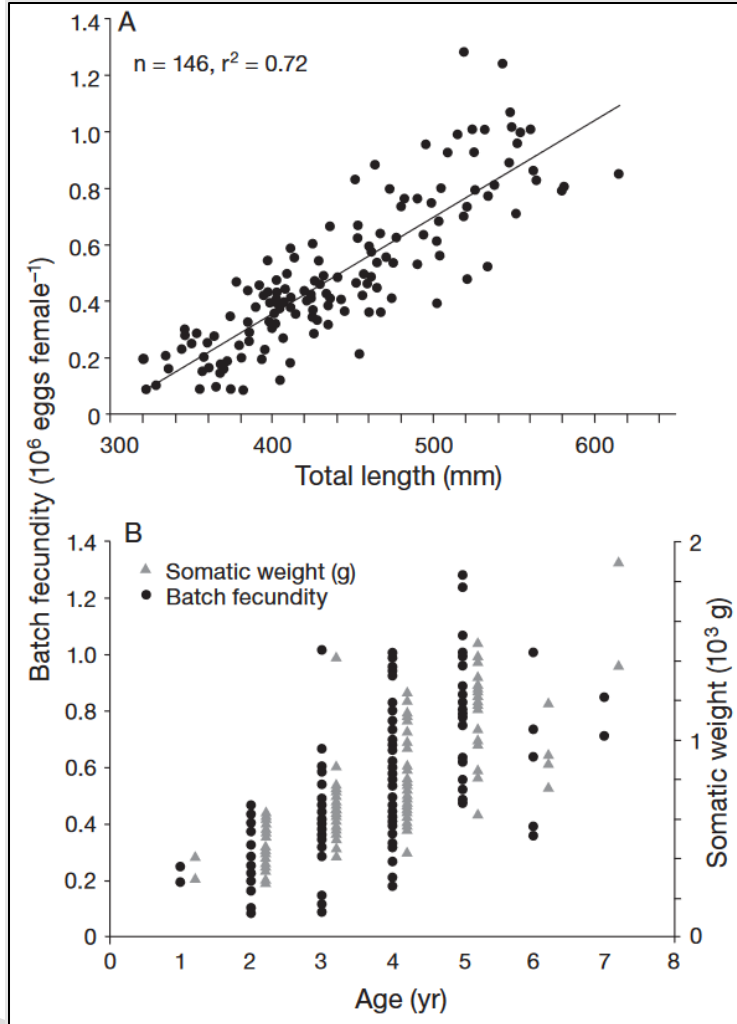 A
n = 146, r² = 0.72
1.4
1.2
1.0
0.8
0.6
0.4
0.2
0
300 400 500 600
Total length (mm)
Batch fecundity (10⁶ eggs female⁻¹)
B
Somatic weight (g)
Batch fecundity
1.4
1.2
1.0
0.8
0.6
0.4
0.2
0
2
1
0
Somatic weight (10³ g)
0 1 2 3 4 5 6 7 8
Age (yr)